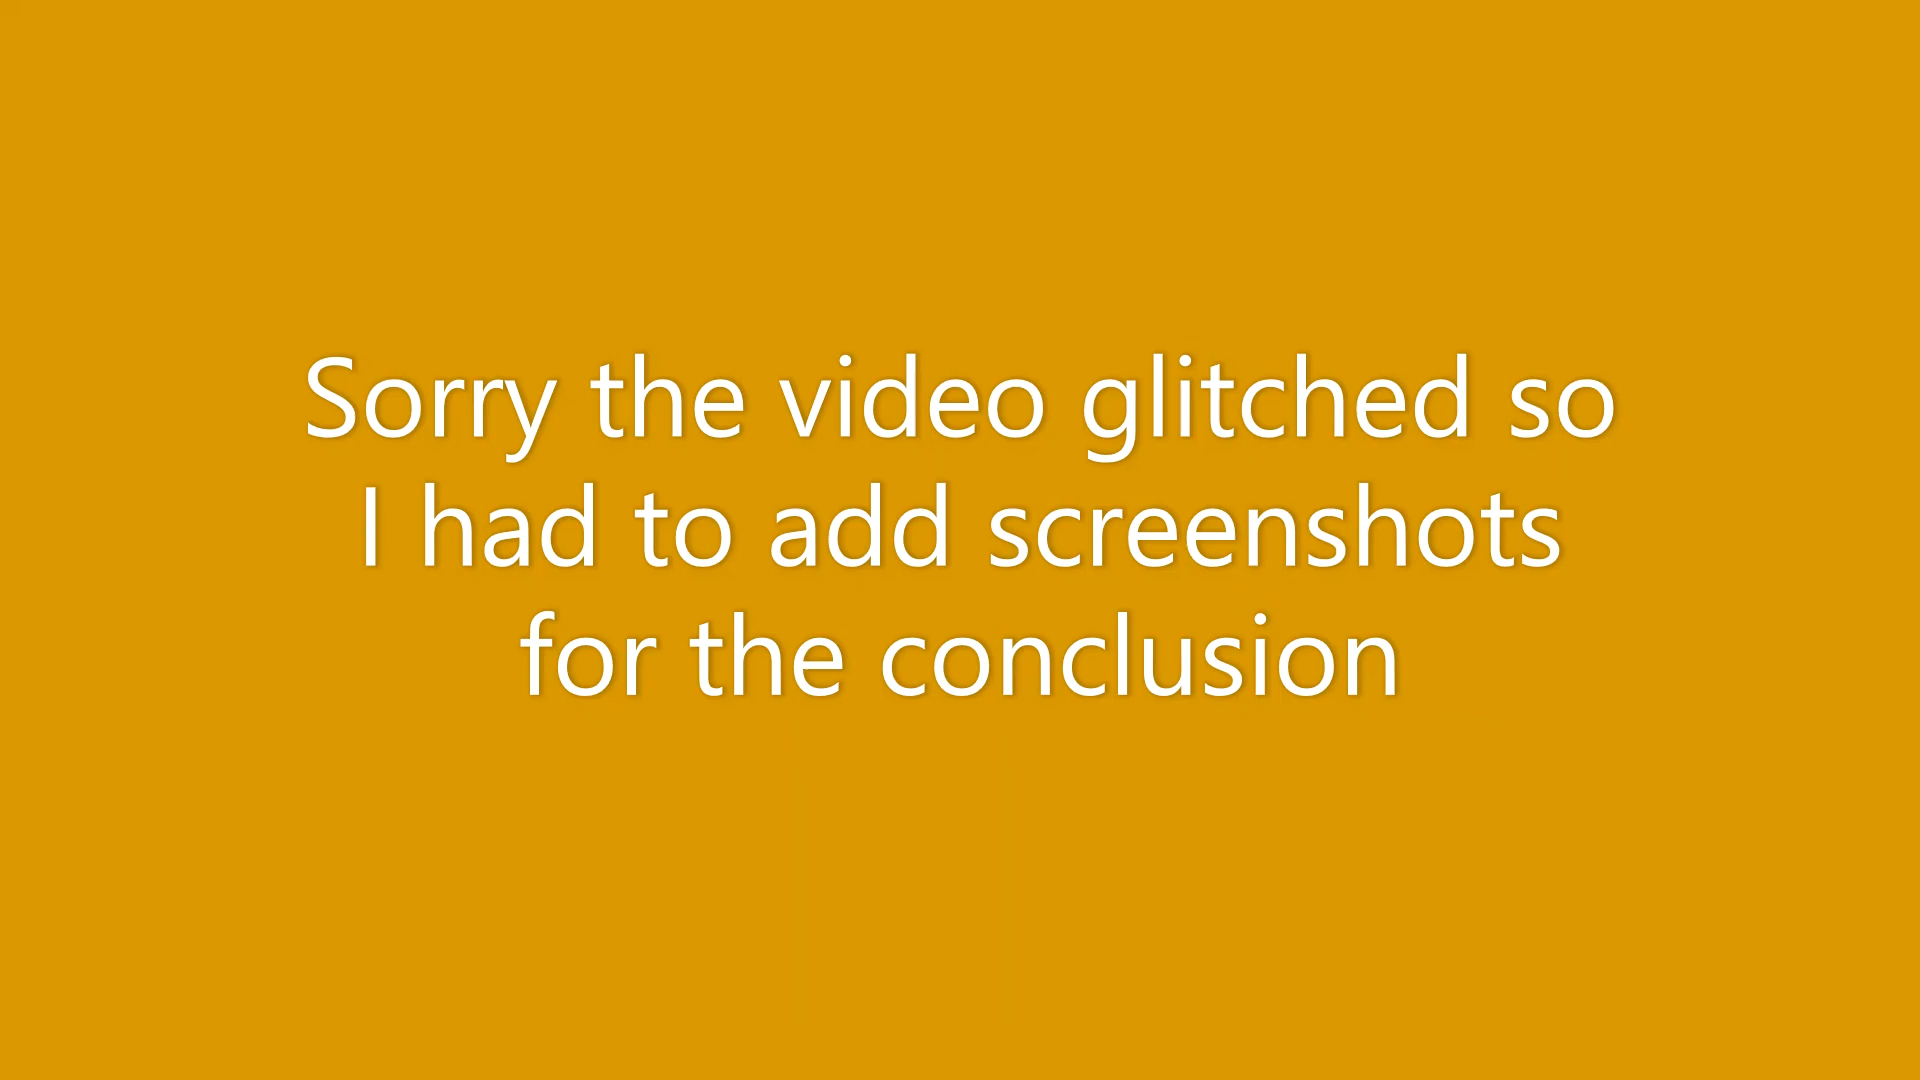 Sorry the video glitched so
I had to add screenshots
for the conclusion